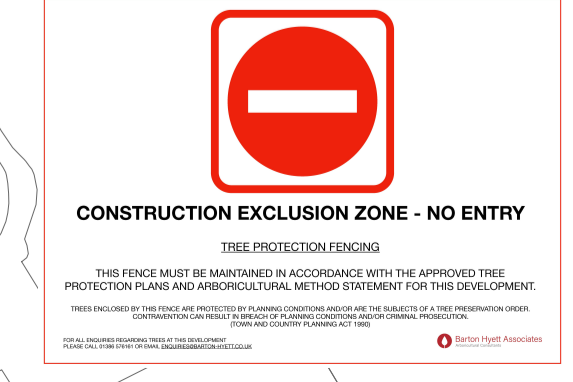 CONSTRUCTION EXCLUSION ZONE - NO ENTRY
TREE PROTECTION FENCING
THIS FENCE MUST BE MAINTAINED IN ACCORDANCE WITH THE APPROVED TREE
PROTECTION PLANS AND ARBORICULTURAL METHOD STATEMENT FOR THIS DEVELOPMENT.
TREES ENCLOSED BY THIS FENCE ARE PROTECTED BY PLANNING CONDITIONS AND/OR ARE THE SUBJECTS OF A TREE PRESERVATION ORDER.
CONTRAVENTION CAN RESULT IN BREACH OF PLANNING CONDITIONS AND/OR CRIMINAL PROSECUTION.
(TOWN AND COUNTRY PLANNING ACT 1990)
FOR ALL ENQUIRIES REGARDING TREES AT THIS DEVELOPMENT
PLEASE CALL 01386 576161 OR EMAIL ENQUIRIES@BARTON-HYETT.CO.UK
Barton Hyett Associates
Arboricultural Consultants